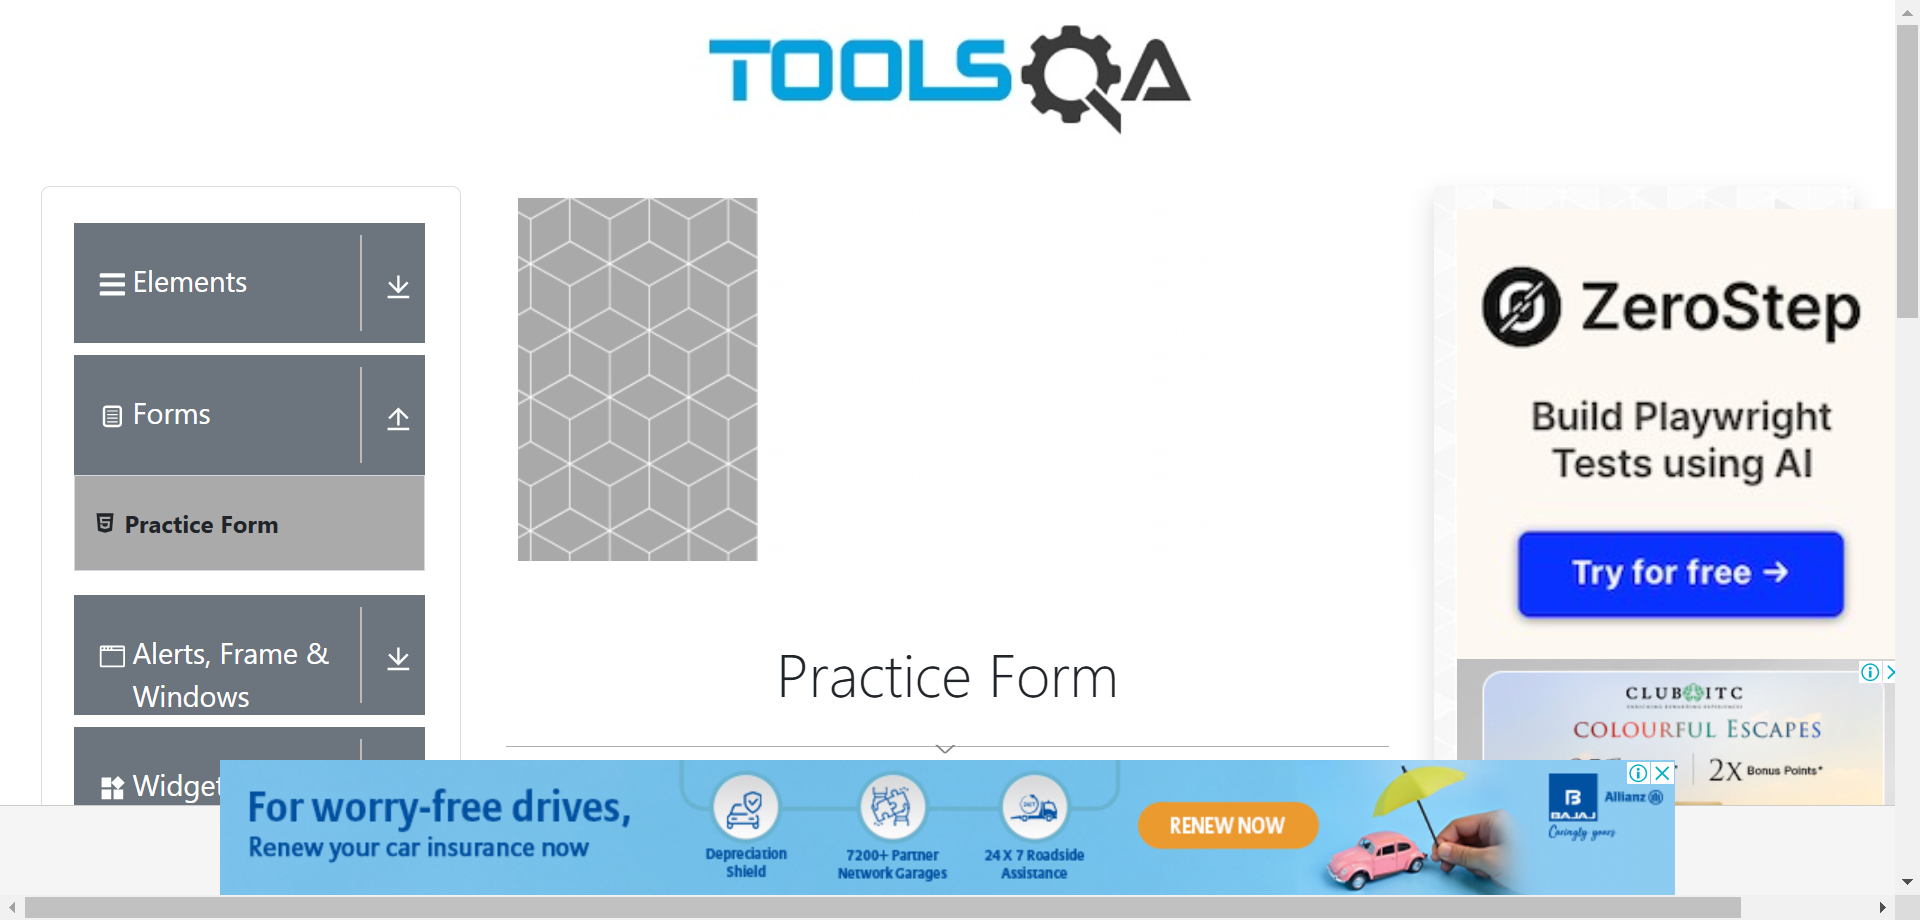 TOOLSQA
Elements
Forms
Practice Form
Alerts, Frame &
Windows
Widget
Practice Form
ZeroStep
Build Playwright
Tests using AI
Try for free →
CLUB ITC
COLOURFUL ESCAPES
2X Bonus Points*
For worry-free drives,
Renew your car insurance now
Depreciation
Shield
7200+ Partner
Network Garages
24 X 7 Roadside
Assistance
RENEW NOW
B
BAJAJ
Allianz
Caringly yours